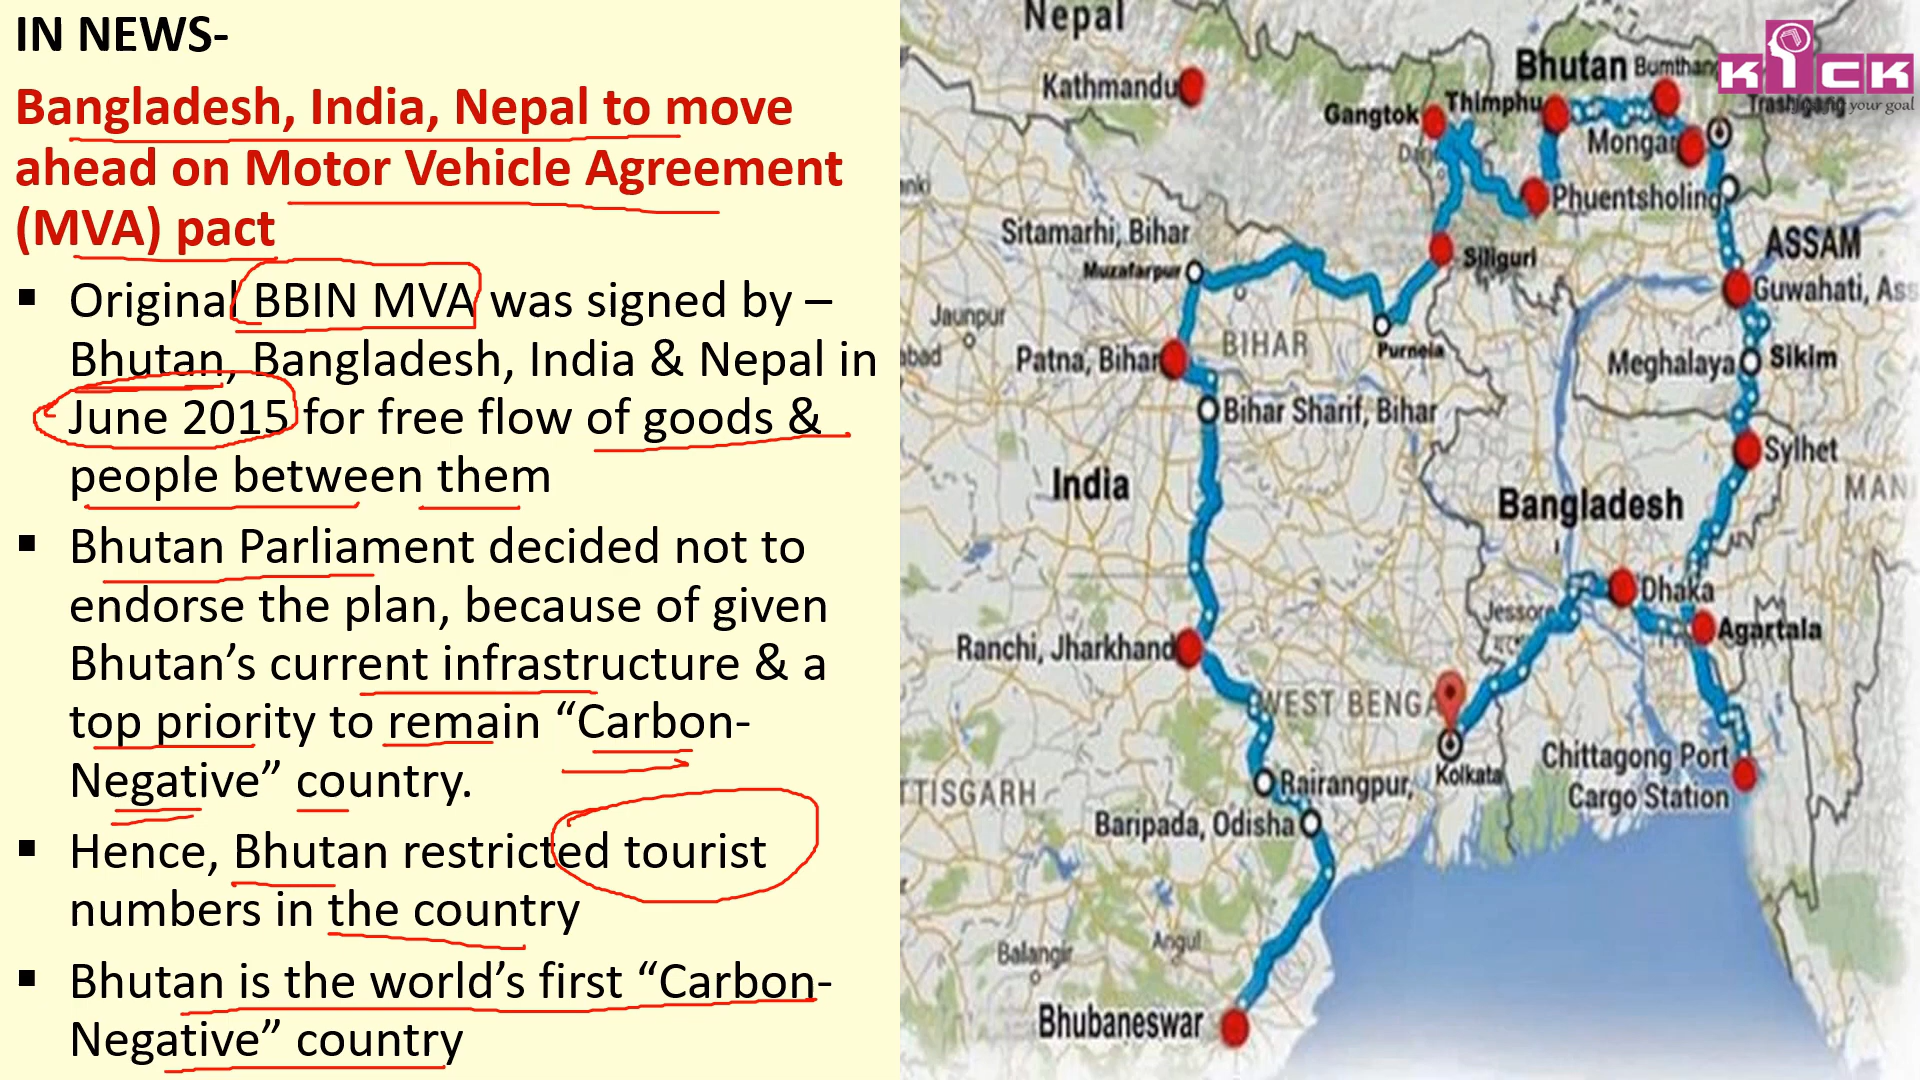 IN NEWS-
Bangladesh, India, Nepal to move
ahead on Motor Vehicle Agreement
(MVA) pact
▪ Original BBIN MVA was signed by –
Bhutan, Bangladesh, India & Nepal in
June 2015 for free flow of goods &
people between them
▪ Bhutan Parliament decided not to
endorse the plan, because of given
Bhutan’s current infrastructure & a
top priority to remain “Carbon-
Negative” country.
▪ Hence, Bhutan restricted tourist
numbers in the country
▪ Bhutan is the world’s first “Carbon-
Negative” country
Nepal
KICK
your goal
Bhutan
Bumthang
Kathmandu
Gangtok
Thimphu
Trashigang
Mongar
Phuentsholing
Sitamarhi, Bihar
ASSAM
Muzafarpur
Siliguri
Guwahati, Ass
Jaunpur
BIHAR
Purneia
abad
Patna, Bihar
Meghalaya
Sikim
Bihar Sharif, Bihar
Sylhet
India
Bangladesh
MANI
Dhaka
Jessore
Agartala
Ranchi, Jharkhand
WEST BENGA
Chittagong Port
Cargo Station
Kolkata
TTISGARH
Rairangpur,
Baripada, Odisha
Angul
Balangir
Bhubaneswar